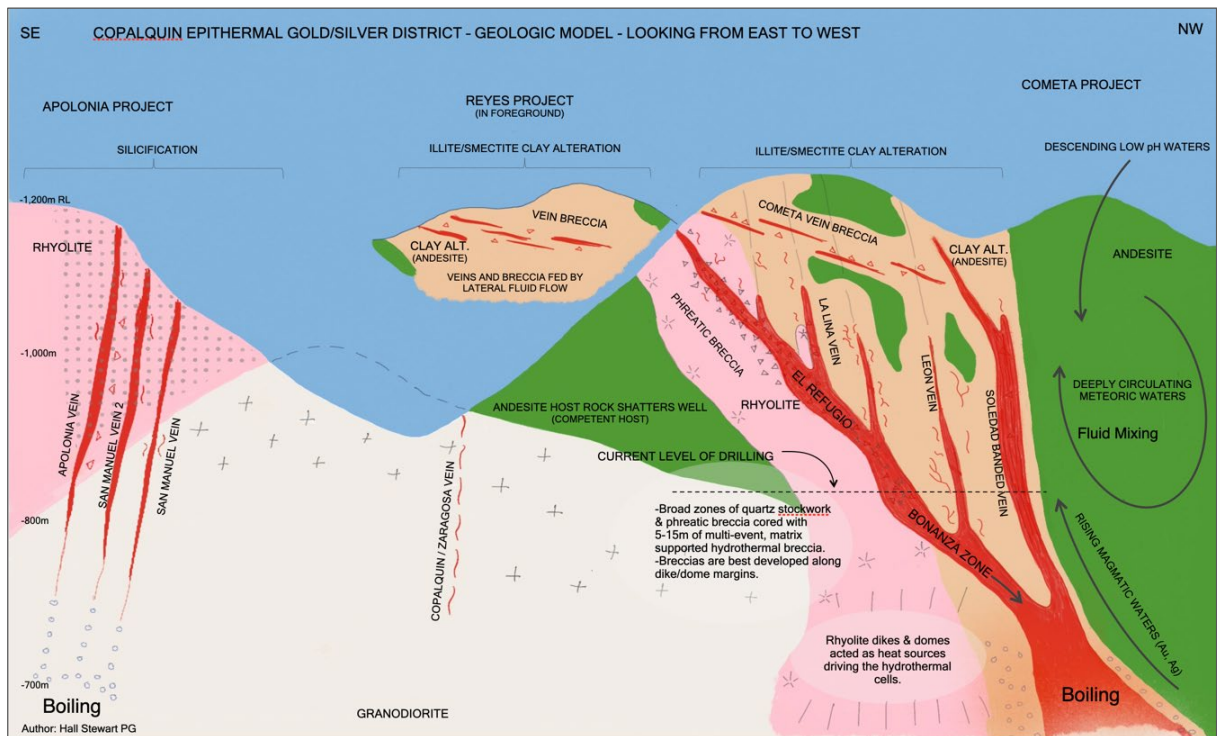 SE
COPALQUIN EPITHERMAL GOLD/SILVER DISTRICT - GEOLOGIC MODEL - LOOKING FROM EAST TO WEST
NW
APOLONIA PROJECT
REYES PROJECT
(IN FOREGROUND)
COMETA PROJECT
SILICIFICATION
ILLITE/SMECTITE CLAY ALTERATION
ILLITE/SMECTITE CLAY ALTERATION
DESCENDING LOW pH WATERS
-1,200m RL
RHYOLITE
VEIN BRECCIA
CLAY ALT.
(ANDESITE)
VEINS AND BRECCIA FED BY
LATERAL FLUID FLOW
COMETA VEIN BRECCIA
CLAY ALT.
(ANDESITE)
ANDESITE
-1,000m
PHREATIC BRECCIA
LA LINA VEIN
EL REFUGIO
LEON VEIN
SOLEDAD BANDED VEIN
RHYOLITE
DEEPLY CIRCULATING
METEORIC WATERS
Fluid Mixing
ANDESITE HOST ROCK SHATTERS WELL
(COMPETENT HOST)
APOLONIA VEIN
SAN MANUEL VEIN 2
SAN MANUEL VEIN
CURRENT LEVEL OF DRILLING
-800m
COPALQUIN / ZARAGOSA VEIN
-Broad zones of quartz stockwork
& phreatic breccia cored with
5-15m of multi-event, matrix
supported hydrothermal breccia.
-Breccias are best developed along
dike/dome margins.
BONANZA ZONE
RISING MAGMATIC WATERS (Au, Ag)
Rhyolite dikes & domes
acted as heat sources
driving the hydrothermal
cells.
-700m
Boiling
Boiling
GRANODIORITE
Author: Hall Stewart PG